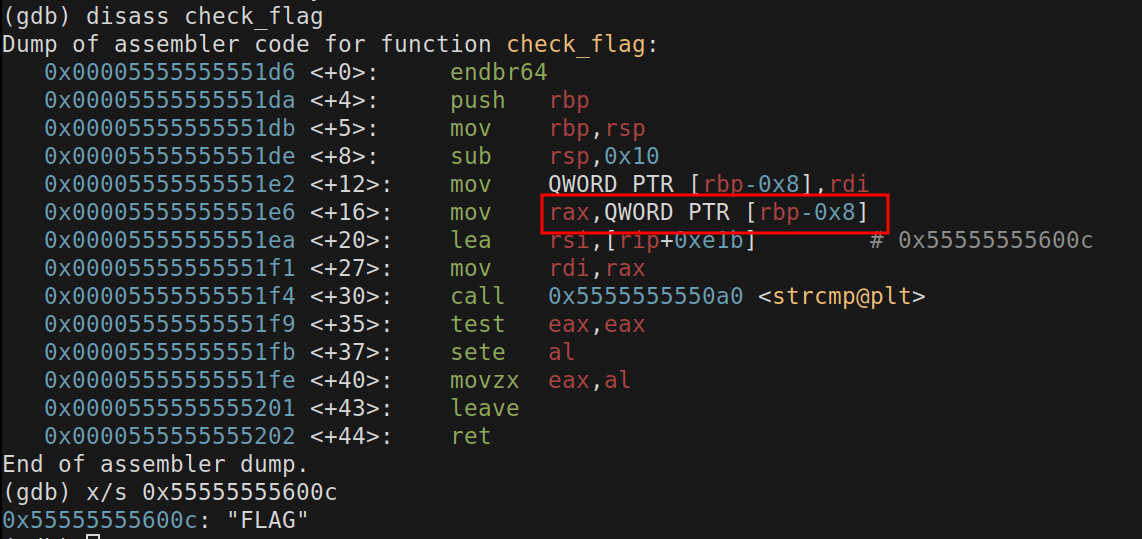 (gdb) disass check_flag
Dump of assembler code for function check_flag:
   0x00005555555551d6 <+0>:     endbr64
   0x00005555555551da <+4>:     push   rbp
   0x00005555555551db <+5>:     mov    rbp,rsp
   0x00005555555551de <+8>:     sub    rsp,0x10
   0x00005555555551e2 <+12>:    mov    QWORD PTR [rbp-0x8],rdi
   0x00005555555551e6 <+16>:    mov    rax,QWORD PTR [rbp-0x8]
   0x00005555555551ea <+20>:    lea    rsi,[rip+0xe1b]        # 0x55555555600c
   0x00005555555551f1 <+27>:    mov    rdi,rax
   0x00005555555551f4 <+30>:    call   0x5555555550a0 <strcmp@plt>
   0x00005555555551f9 <+35>:    test   eax,eax
   0x00005555555551fb <+37>:    sete   al
   0x00005555555551fe <+40>:    movzx  eax,al
   0x0000555555555201 <+43>:    leave
   0x0000555555555202 <+44>:    ret
End of assembler dump.
(gdb) x/s 0x55555555600c
0x55555555600c: "FLAG"